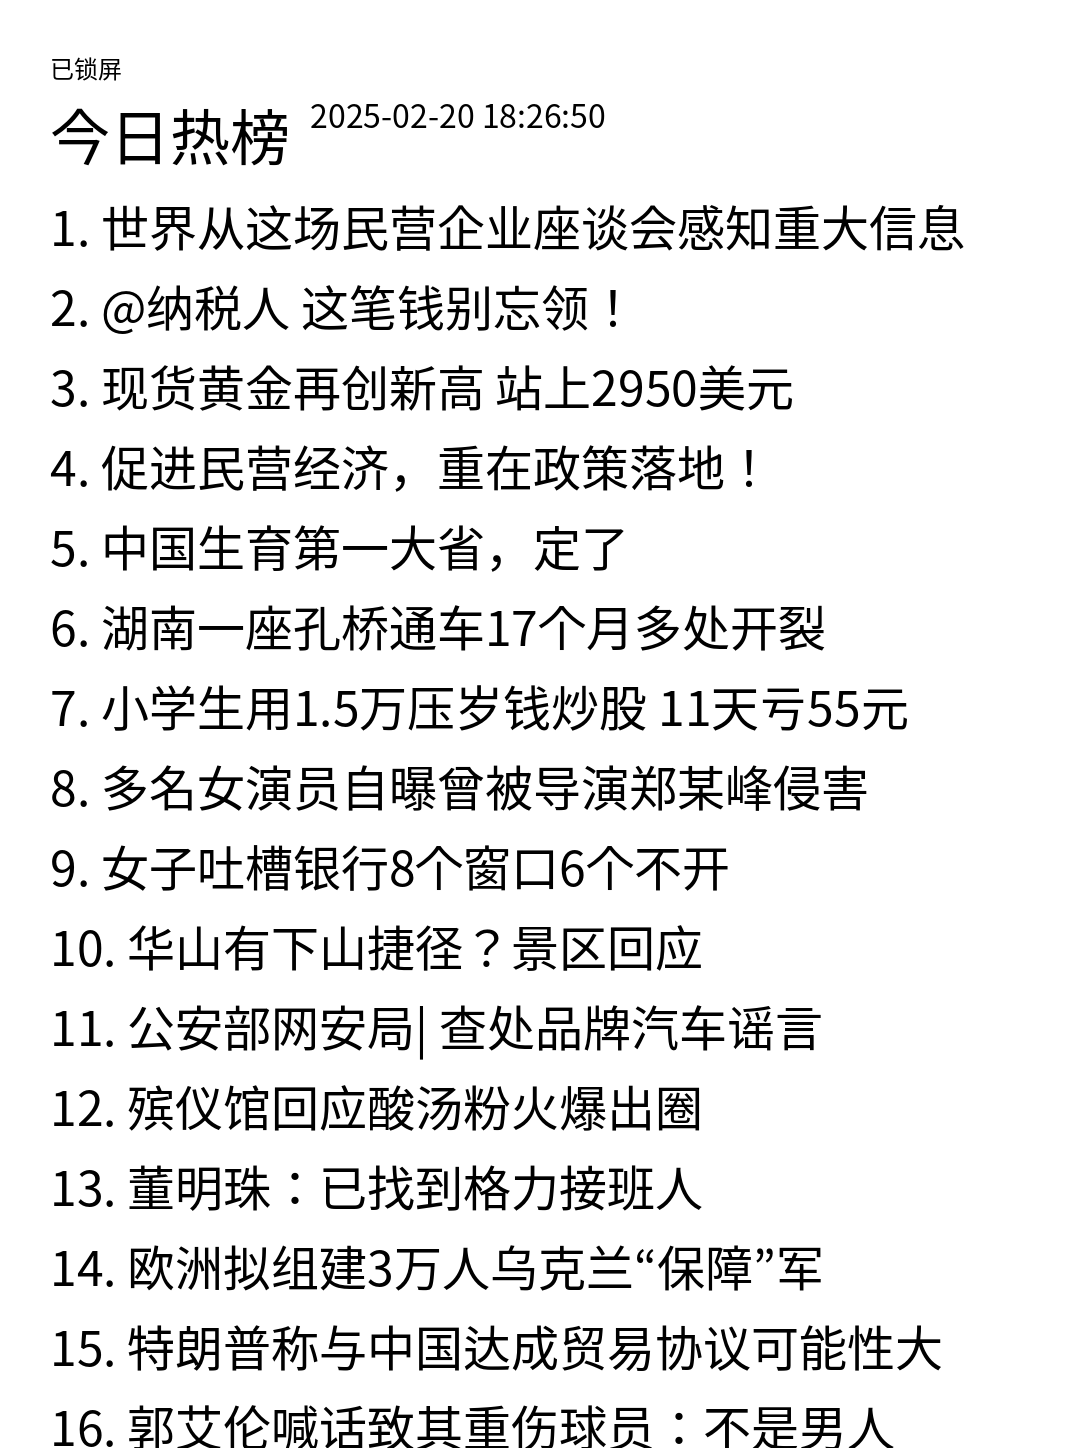 已锁屏
今日热榜 2025-02-20 18:26:50
1. 世界从这场民营企业座谈会感知重大信息
2. @纳税人 这笔钱别忘领！
3. 现货黄金再创新高 站上2950美元
4. 促进民营经济，重在政策落地！
5. 中国生育第一大省，定了
6. 湖南一座孔桥通车17个月多处开裂
7. 小学生用1.5万压岁钱炒股 11天亏55元
8. 多名女演员自曝曾被导演郑某峰侵害
9. 女子吐槽银行8个窗口6个不开
10. 华山有下山捷径？景区回应
11. 公安部网安局| 查处品牌汽车谣言
12. 殡仪馆回应酸汤粉火爆出圈
13. 董明珠：已找到格力接班人
14. 欧洲拟组建3万人乌克兰“保障”军
15. 特朗普称与中国达成贸易协议可能性大
16. 郭艾伦喊话致其重伤球员：不是男人